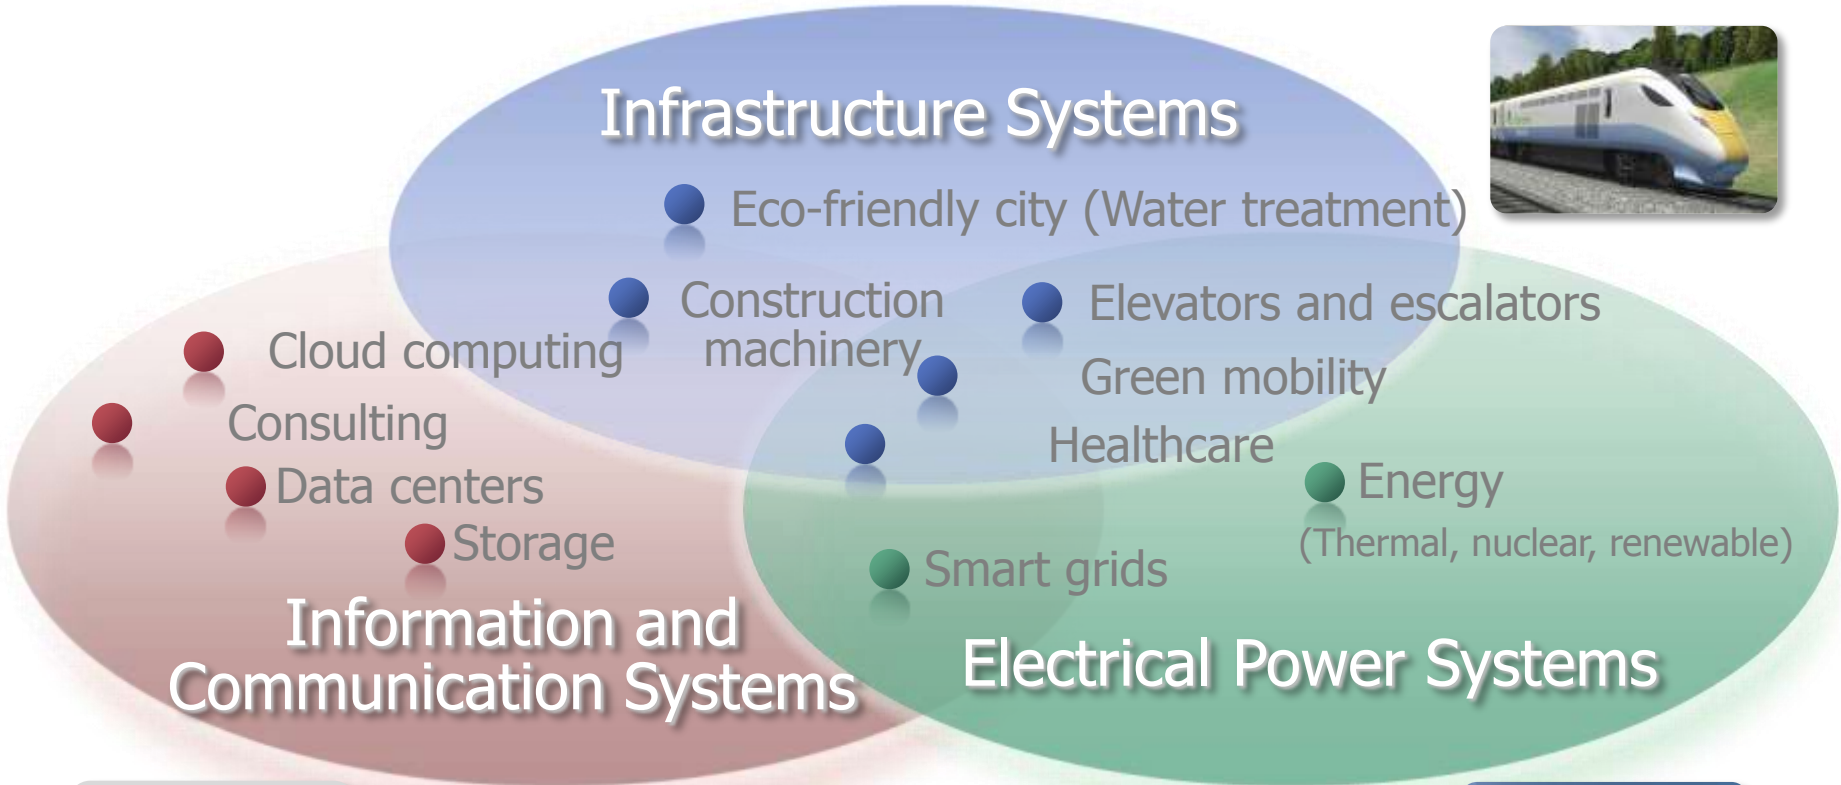 Infrastructure Systems
Eco-friendly city (Water treatment)
Construction
machinery
Elevators and escalators
Green mobility
Healthcare
Cloud computing
Consulting
Data centers
Storage
Information and
Communication Systems
Energy
(Thermal, nuclear, renewable)
Smart grids
Electrical Power Systems